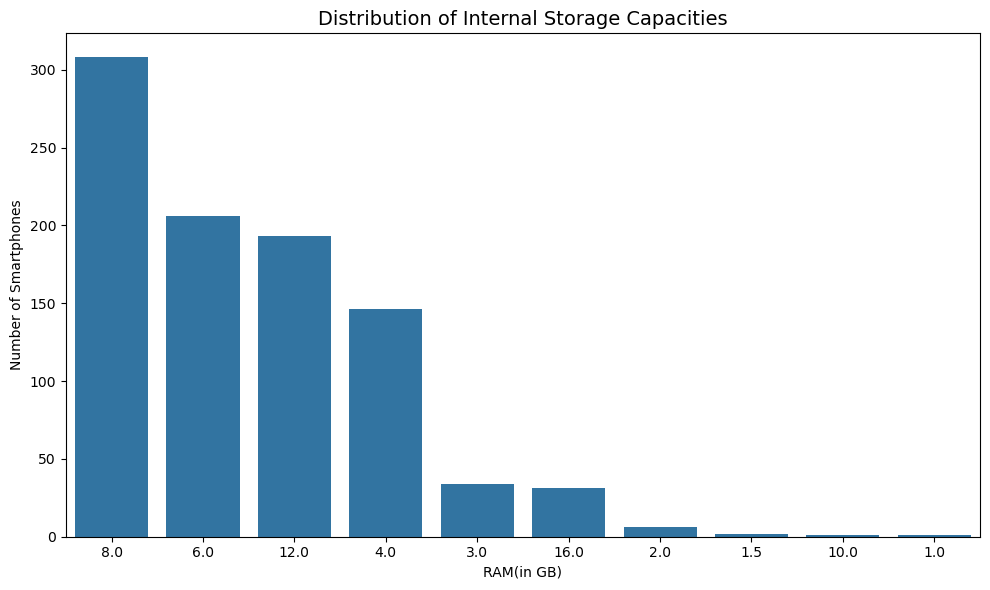 Distribution of Internal Storage Capacities
Number of Smartphones
300
250
200
150
100
50
0
8.0 6.0 12.0 4.0 3.0 16.0 2.0 1.5 10.0 1.0
RAM(in GB)